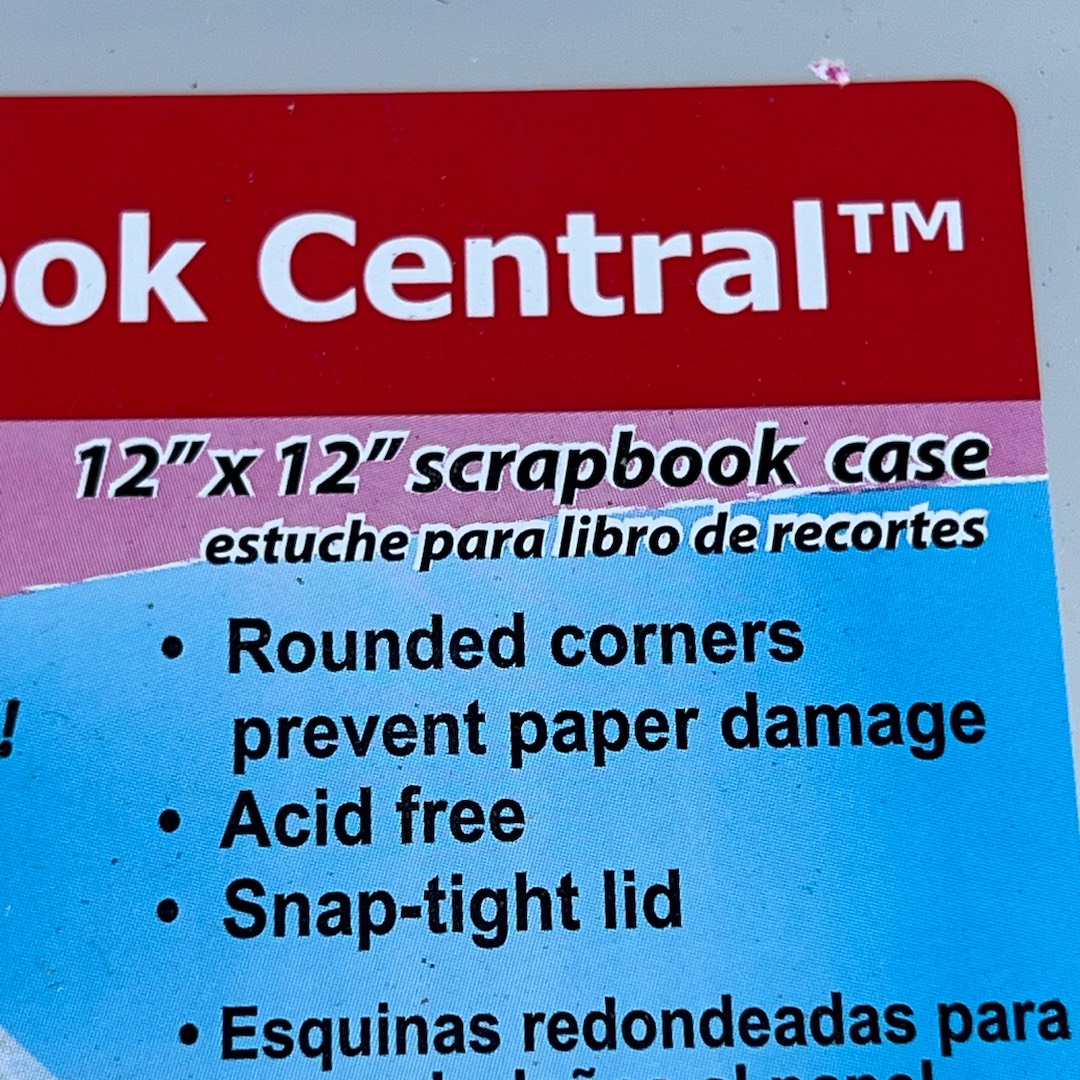 ook Central™
12" x 12" scrapbook case
estuche para libro de recortes
• Rounded corners
prevent paper damage
!
• Acid free
• Snap-tight lid
• Esquinas redondeadas para